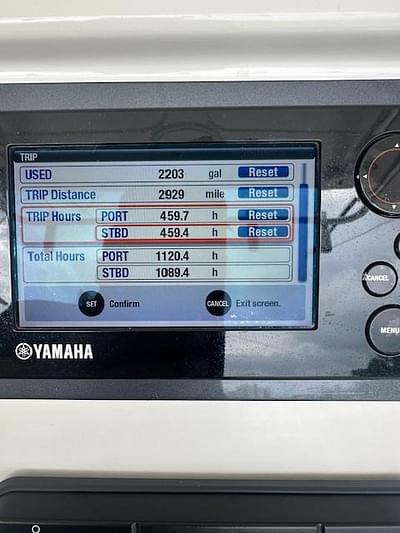 TRIP
USED 2203 gal Reset
TRIP Distance 2929 mile Reset
TRIP Hours PORT 459.7 h Reset
STBD 459.4 h Reset
Total Hours PORT 1120.4 h
STBD 1089.4 h
SET Confirm CANCEL Exit screen.
CANCEL
MENU
YAMAHA